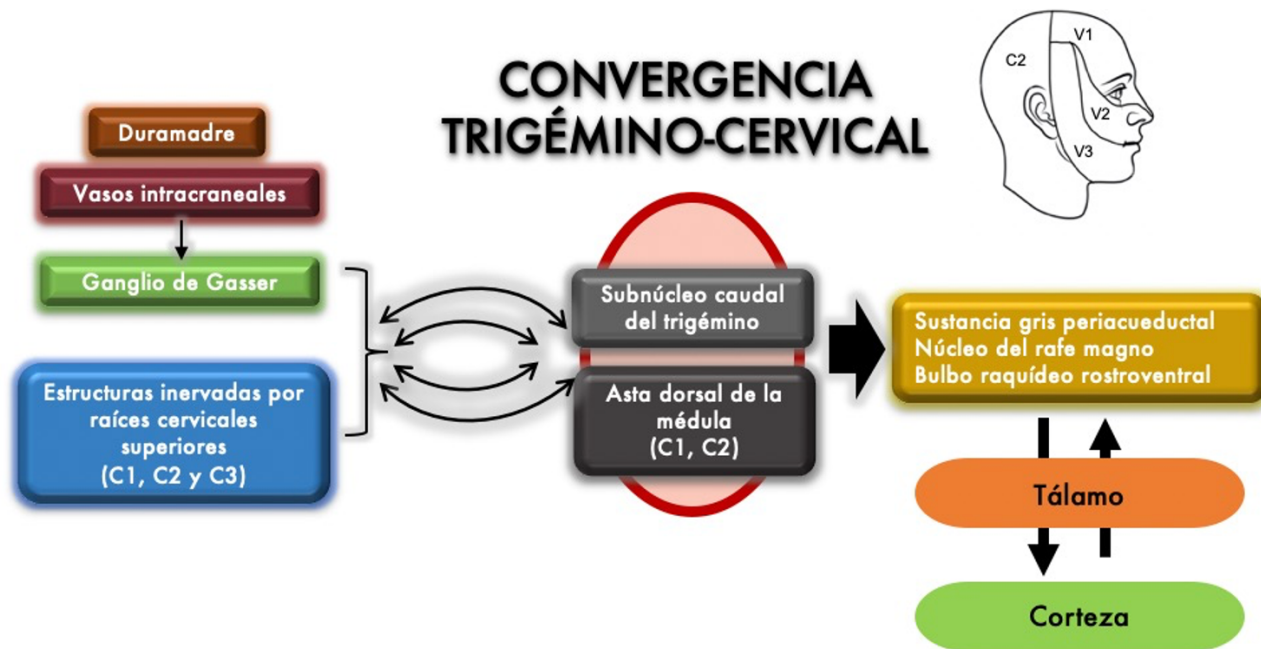 CONVERGENCIA
TRIGÉMINO-CERVICAL
V1
C2
V2
V3
Duramadre
Vasos intracraneales
Ganglio de Gasser
Estructuras inervadas por
raíces cervicales
superiores
(C1, C2 y C3)
Subnúcleo caudal
del trigémino
Asta dorsal de la
médula
(C1, C2)
Sustancia gris periacueductal
Núcleo del rafe magno
Bulbo raquídeo rostroventral
Tálamo
Corteza